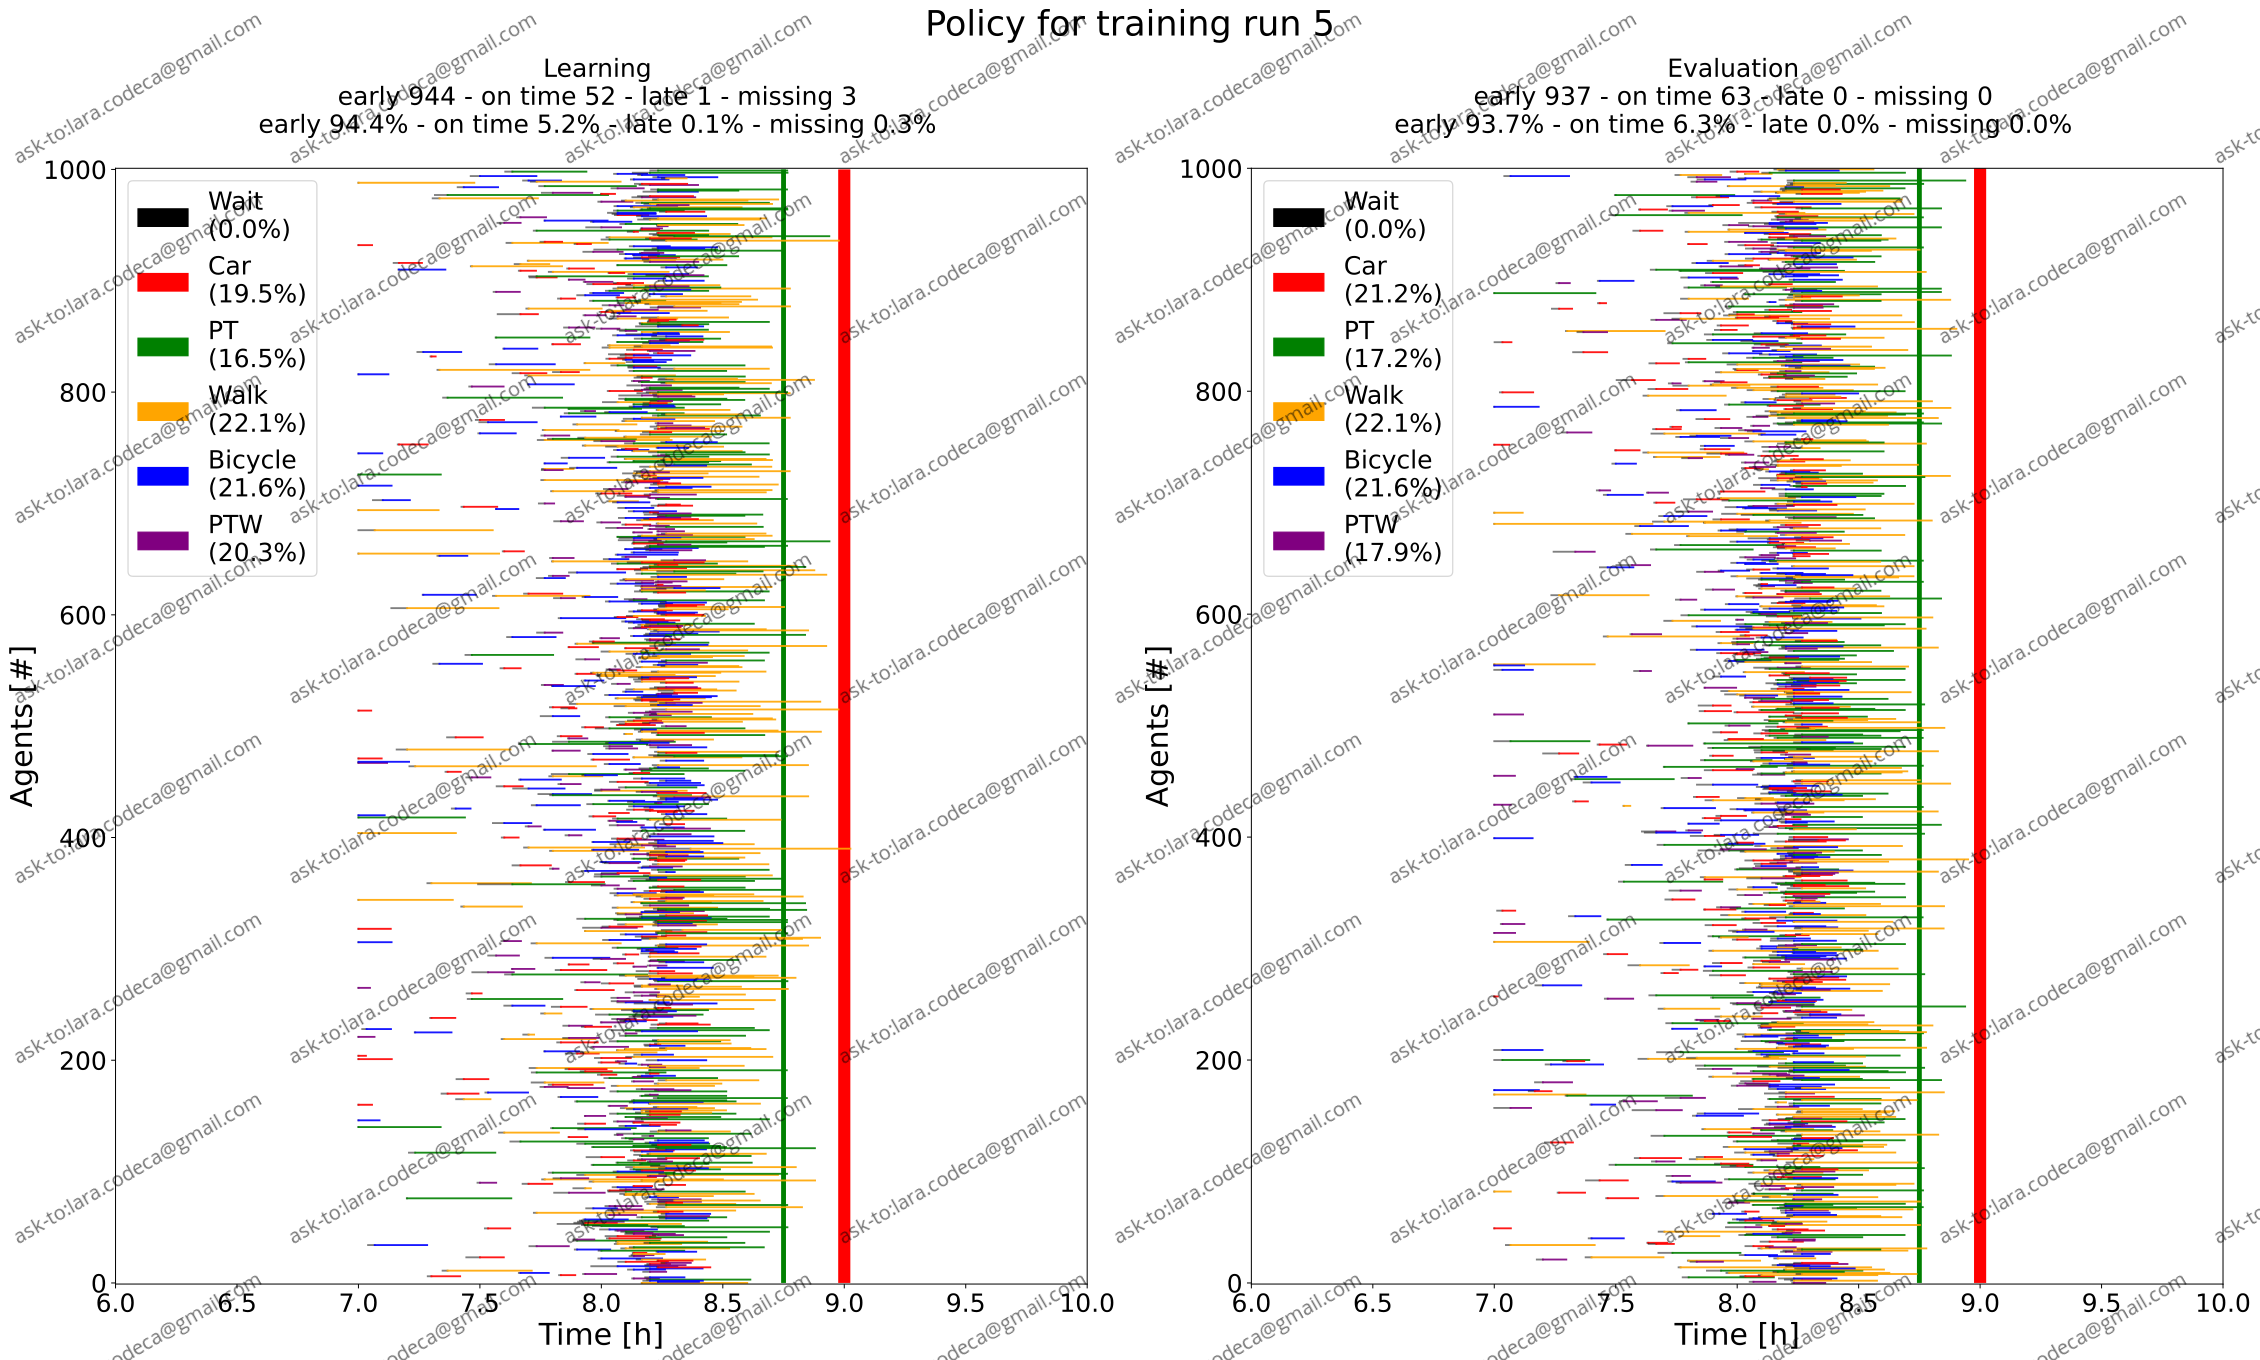 Policy for training run 5
Learning
early 944 - on time 52 - late 1 - missing 3
early 94.4% - on time 5.2% - late 0.1% - missing 0.3%
Agents [#]
1000
800
600
400
200
0
Wait
(0.0%)
Car
(19.5%)
PT
(16.5%)
Walk
(22.1%)
Bicycle
(21.6%)
PTW
(20.3%)
6.0 6.5 7.0 7.5 8.0 8.5 9.0 9.5 10.0
Time [h]
Evaluation
early 937 - on time 63 - late 0 - missing 0
early 93.7% - on time 6.3% - late 0.0% - missing 0.0%
Agents [#]
1000
800
600
400
200
0
Wait
(0.0%)
Car
(21.2%)
PT
(17.2%)
Walk
(22.1%)
Bicycle
(21.6%)
PTW
(17.9%)
6.0 6.5 7.0 7.5 8.0 8.5 9.0 9.5 10.0
Time [h]
ask-to:lara.codeca@gmail.com